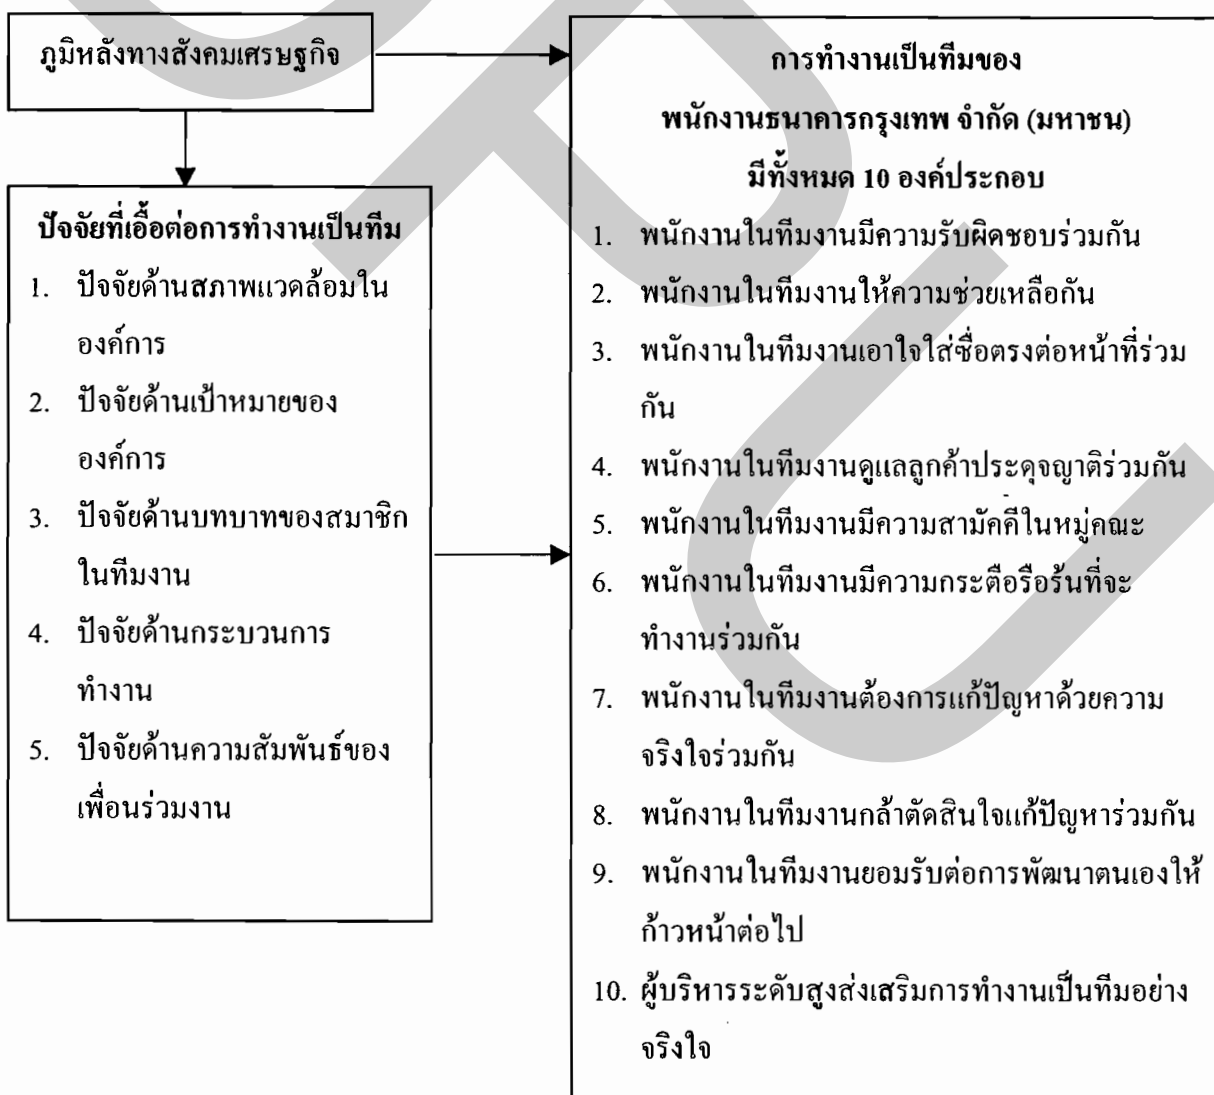 ภูมิหลังทางสังคมเศรษฐกิจ
ปัจจัยที่เอื้อต่อการทำงานเป็นทีม
1. ปัจจัยด้านสภาพแวดล้อมใน
องค์การ
2. ปัจจัยด้านเป้าหมายของ
องค์การ
3. ปัจจัยด้านบทบาทของสมาชิก
ในทีมงาน
4. ปัจจัยด้านกระบวนการ
ทำงาน
5. ปัจจัยด้านความสัมพันธ์ของ
เพื่อนร่วมงาน
การทำงานเป็นทีมของ
พนักงานธนาคารกรุงเทพ จำกัด (มหาชน)
มีทั้งหมด 10 องค์ประกอบ
1. พนักงานในทีมงานมีความรับผิดชอบร่วมกัน
2. พนักงานในทีมงานให้ความช่วยเหลือกัน
3. พนักงานในทีมงานเอาใจใส่ซื่อตรงต่อหน้าที่ร่วม
กัน
4. พนักงานในทีมงานดูแลลูกค้าประดุจญาติร่วมกัน
5. พนักงานในทีมงานมีความสามัคคีในหมู่คณะ
6. พนักงานในทีมงานมีความกระตือรือร้นที่จะ
ทำงานร่วมกัน
7. พนักงานในทีมงานต้องการแก้ปัญหาด้วยความ
จริงใจร่วมกัน
8. พนักงานในทีมงานกล้าตัดสินใจแก้ปัญหาร่วมกัน
9. พนักงานในทีมงานยอมรับต่อการพัฒนาตนเองให้
ก้าวหน้าต่อไป
10. ผู้บริหารระดับสูงส่งเสริมการทำงานเป็นทีมอย่าง
จริงใจ